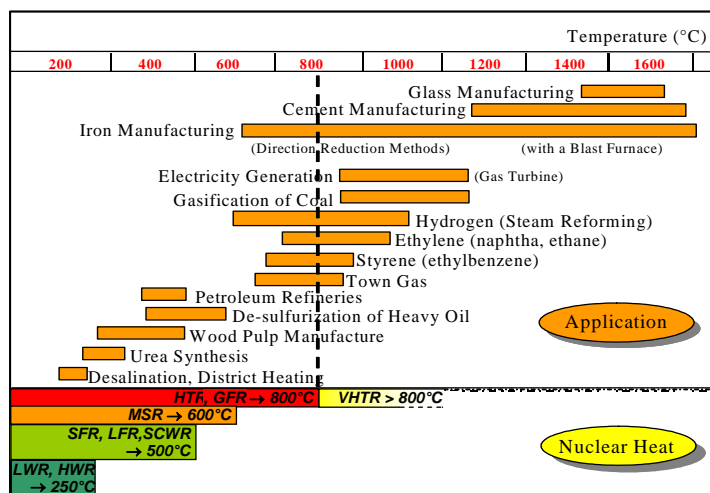 Temperature (°C)
200 400 600 800 1000 1200 1400 1600
Glass Manufacturing
Cement Manufacturing
Iron Manufacturing
(Direction Reduction Methods) (with a Blast Furnace)
Electricity Generation (Gas Turbine)
Gasification of Coal
Hydrogen (Steam Reforming)
Ethylene (naphtha, ethane)
Styrene (ethylbenzene)
Town Gas
Petroleum Refineries
De-sulfurization of Heavy Oil
Application
Wood Pulp Manufacture
Urea Synthesis
Desalination, District Heating
HTR, GFR → 800°C VHTR > 800°C
MSR → 600°C
SFR, LFR,SCWR
→ 500°C
Nuclear Heat
LWR, HWR
→ 250°C